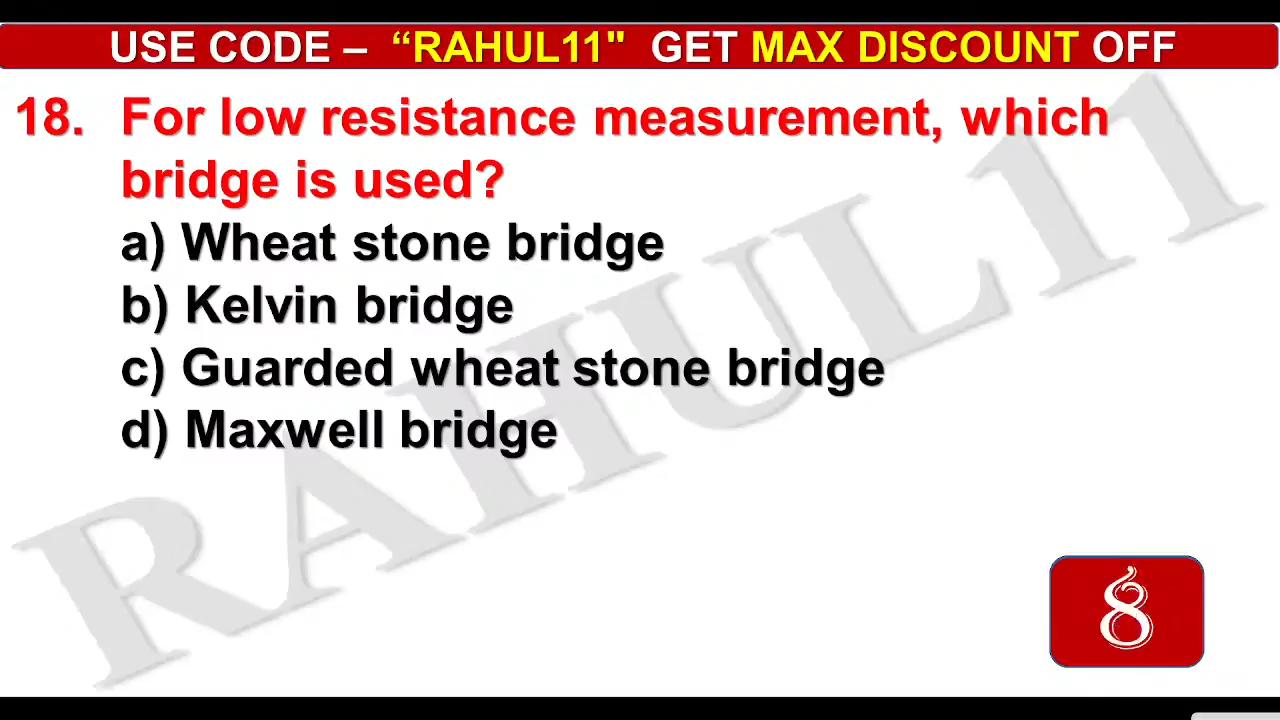 USE CODE – “RAHUL11" GET MAX DISCOUNT OFF
18. For low resistance measurement, which
bridge is used?
a) Wheat stone bridge
b) Kelvin bridge
c) Guarded wheat stone bridge
d) Maxwell bridge
RAHUL11
8